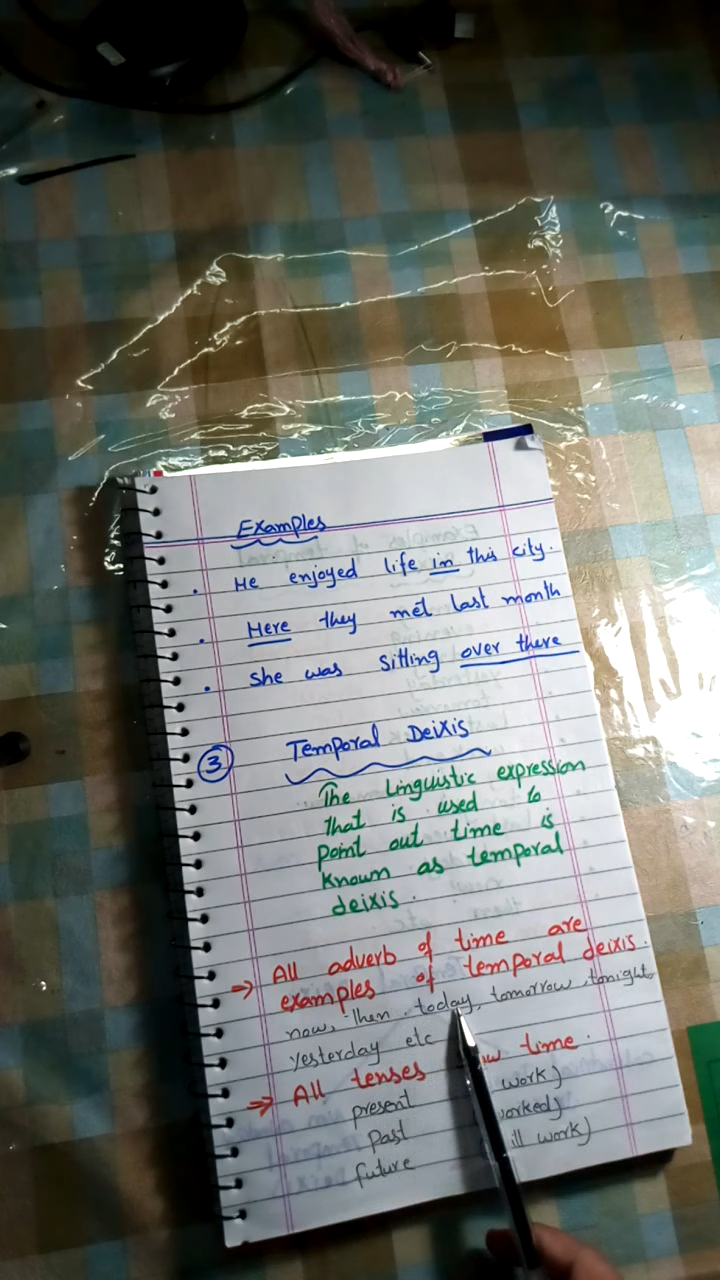 Examples
. He enjoyed life in this city.
. Here they met last month
. She was sitting over there
3 Temporal Deixis
The linguistic expression
that is used to
point out time is
known as temporal
deixis.
⇒ All adverb of time are
examples of temporal deixis.
now, then, today, tomorrow, tonight,
yesterday etc
⇒ All tenses time.
present work)
past worked)
future ill work)